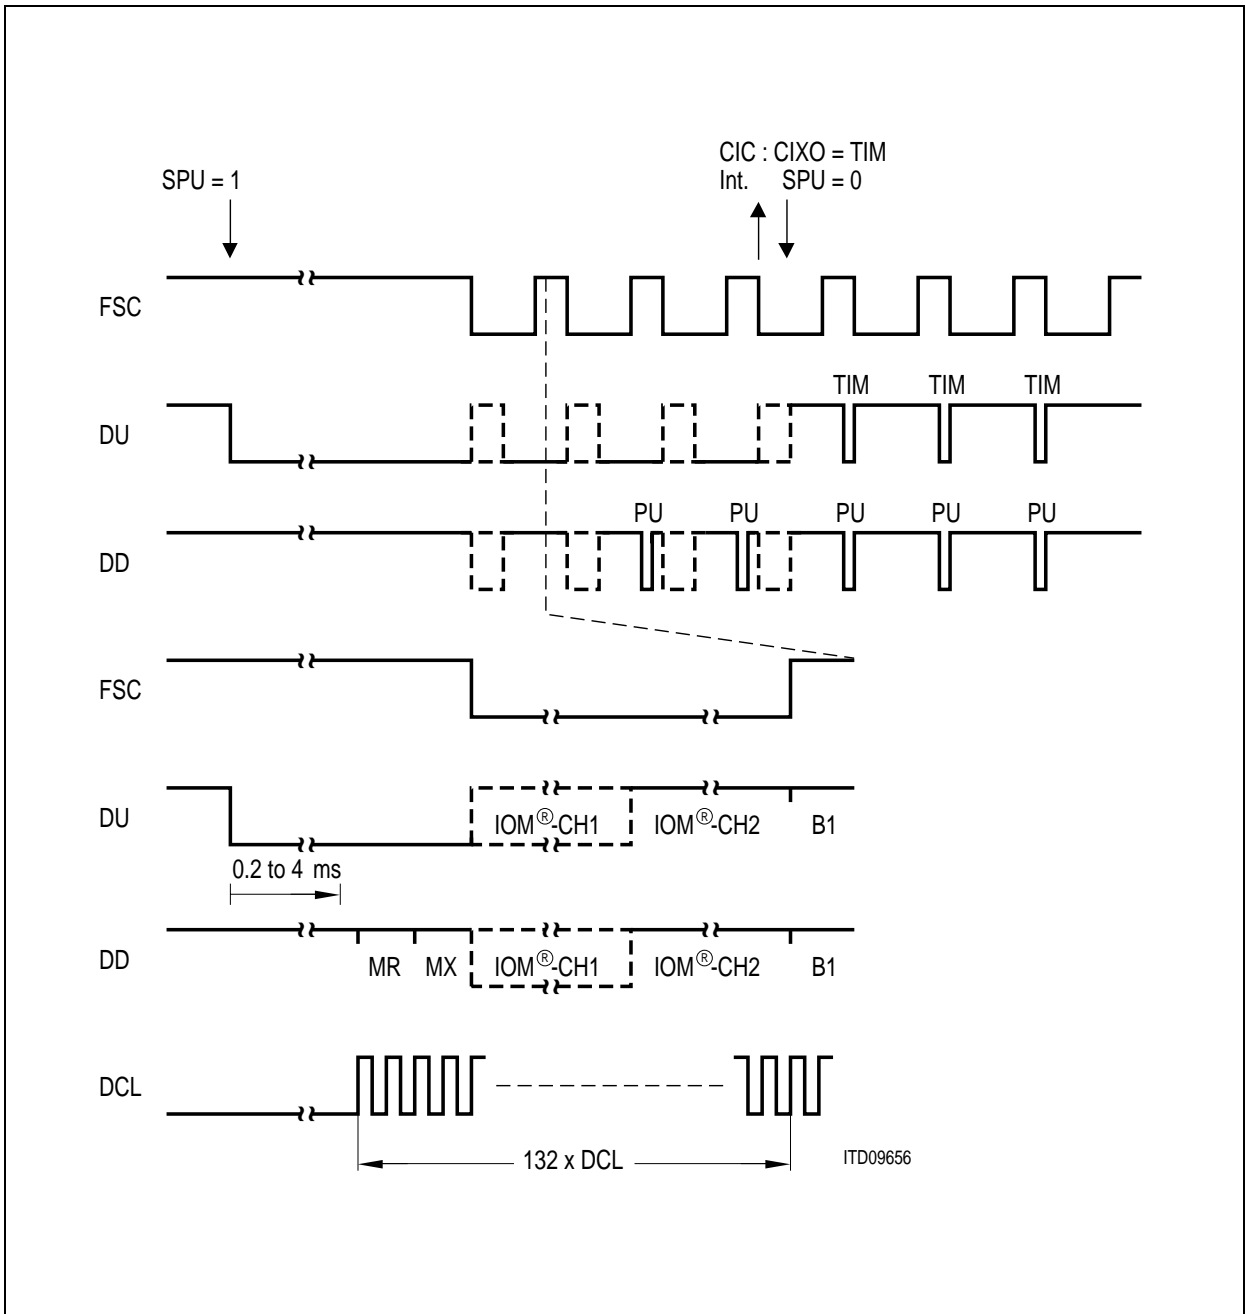 CIC : CIXO = TIM
SPU = 1
Int. SPU = 0
FSC
TIM TIM TIM
DU
PU PU PU PU PU
DD
FSC
DU
IOM®-CH1 IOM®-CH2 B1
0.2 to 4 ms
DD
MR MX IOM®-CH1 IOM®-CH2 B1
DCL
132 x DCL
ITD09656